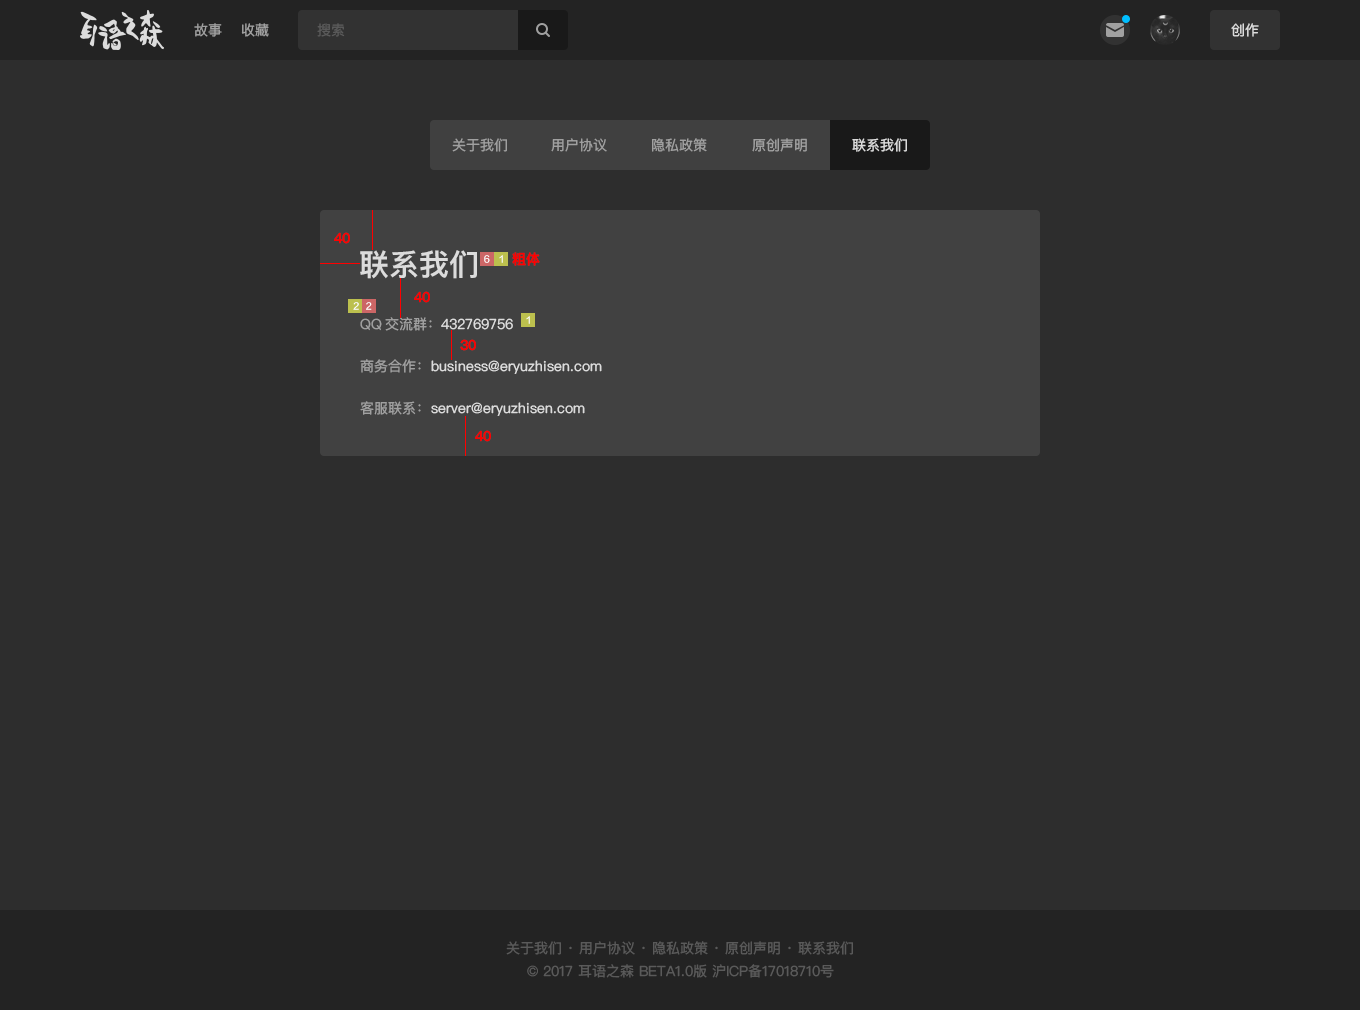 耳语之森 故事 收藏 搜索 创作
关于我们 用户协议 隐私政策 原创声明 联系我们
40
联系我们 6 1 粗体
40
2 2
QQ 交流群： 432769756 1
30
商务合作： business@eryuzhisen.com
客服联系： server@eryuzhisen.com
40
关于我们 · 用户协议 · 隐私政策 · 原创声明 · 联系我们
© 2017 耳语之森 BETA1.0版 沪ICP备17018710号